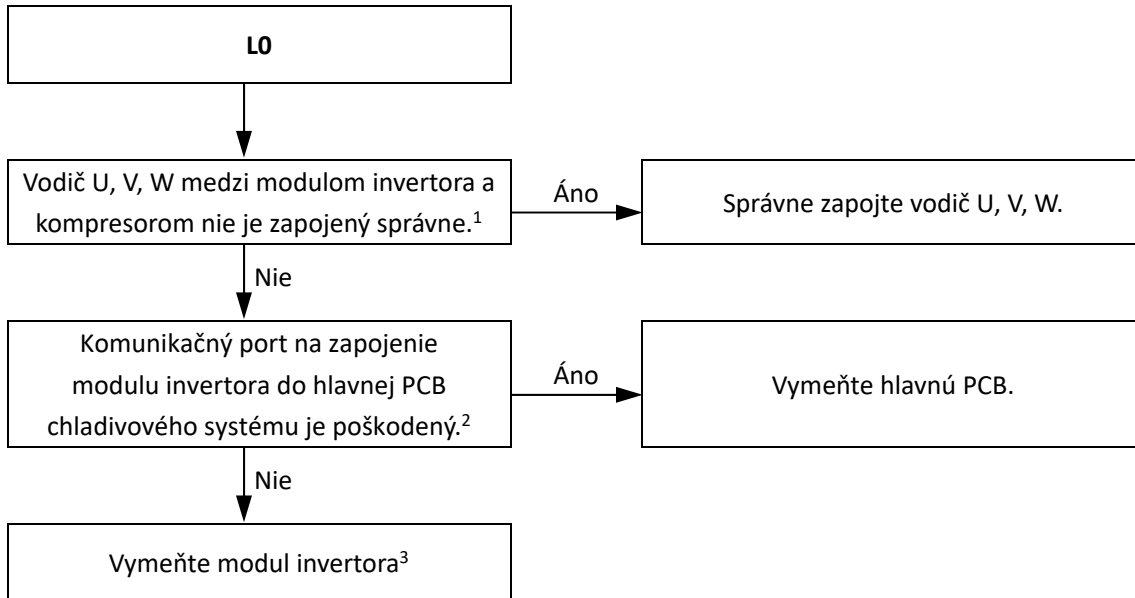 L0
Vodič U, V, W medzi modulom invertora a
kompresorom nie je zapojený správne.¹
Áno
Správne zapojte vodič U, V, W.
Nie
Komunikačný port na zapojenie
modulu invertora do hlavnej PCB
chladivového systému je poškodený.²
Áno
Vymeňte hlavnú PCB.
Nie
Vymeňte modul invertora³